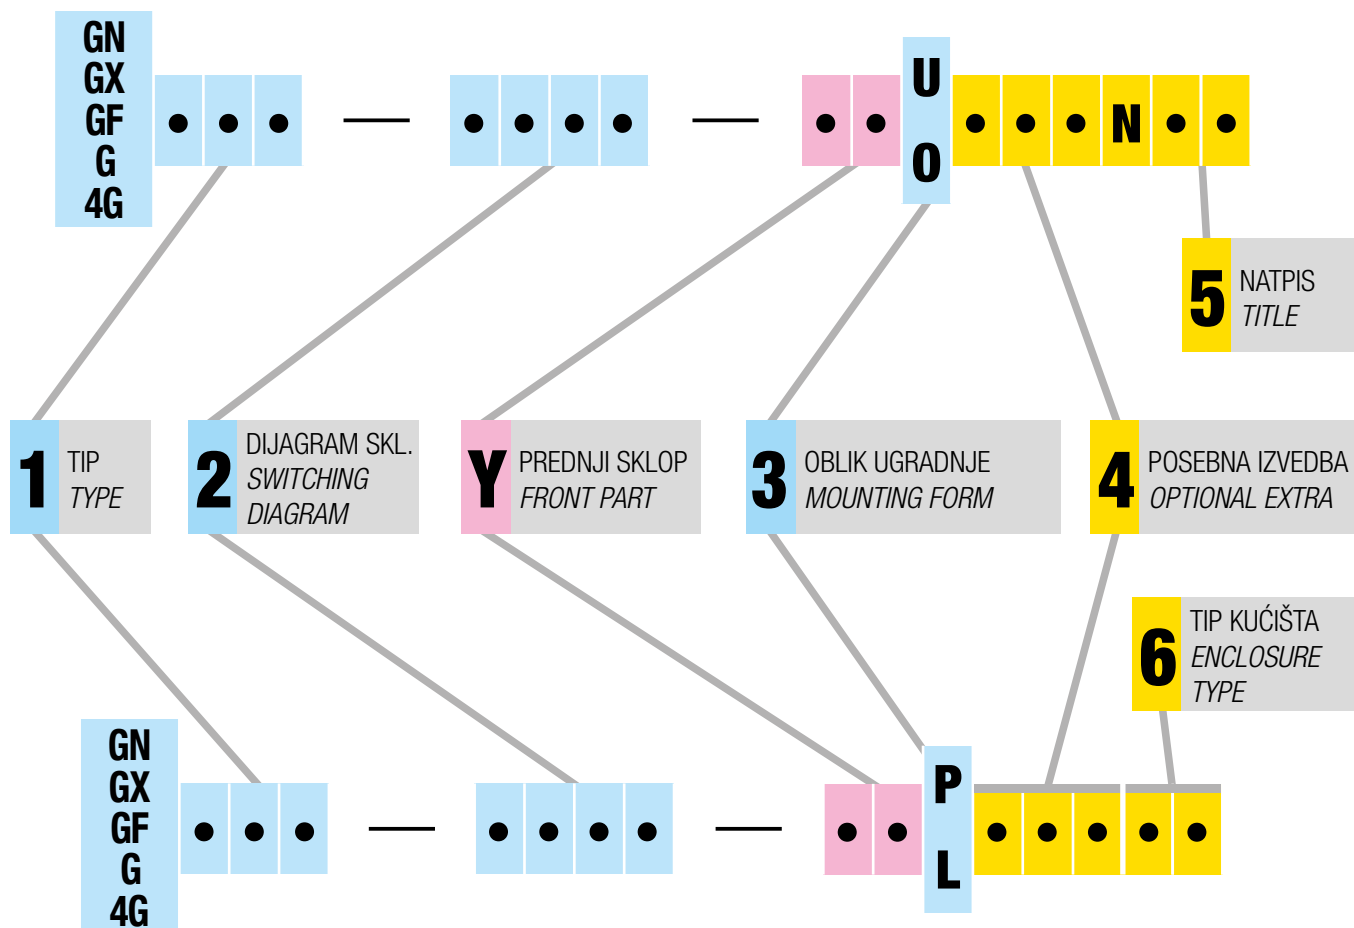 GN
GX
GF
G
4G
U
O
N
5
NATPIS
TITLE
1
TIP
TYPE
2
DIJAGRAM SKL.
SWITCHING
DIAGRAM
Y
PREDNJI SKLOP
FRONT PART
3
OBLIK UGRADNJE
MOUNTING FORM
4
POSEBNA IZVEDBA
OPTIONAL EXTRA
6
TIP KUĆIŠTA
ENCLOSURE
TYPE
GN
GX
GF
G
4G
P
L